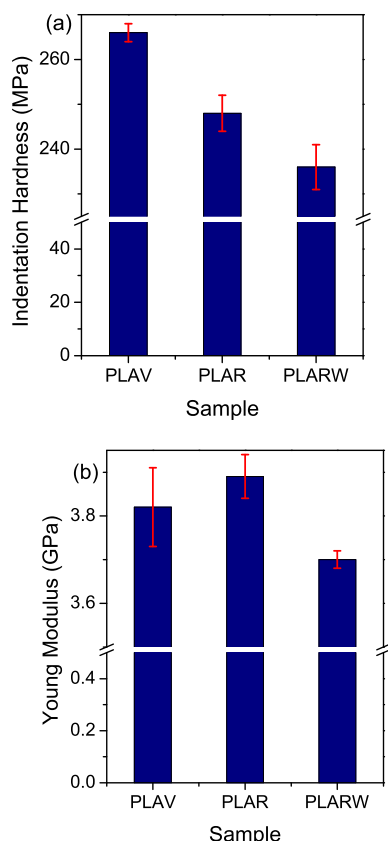 (a)
Indentation Hardness (MPa)
260
240
40
20
0
PLAV PLAR PLARW
Sample
(b)
Young Modulus (GPa)
3.8
3.6
0.4
0.2
0.0
PLAV PLAR PLARW
Sample